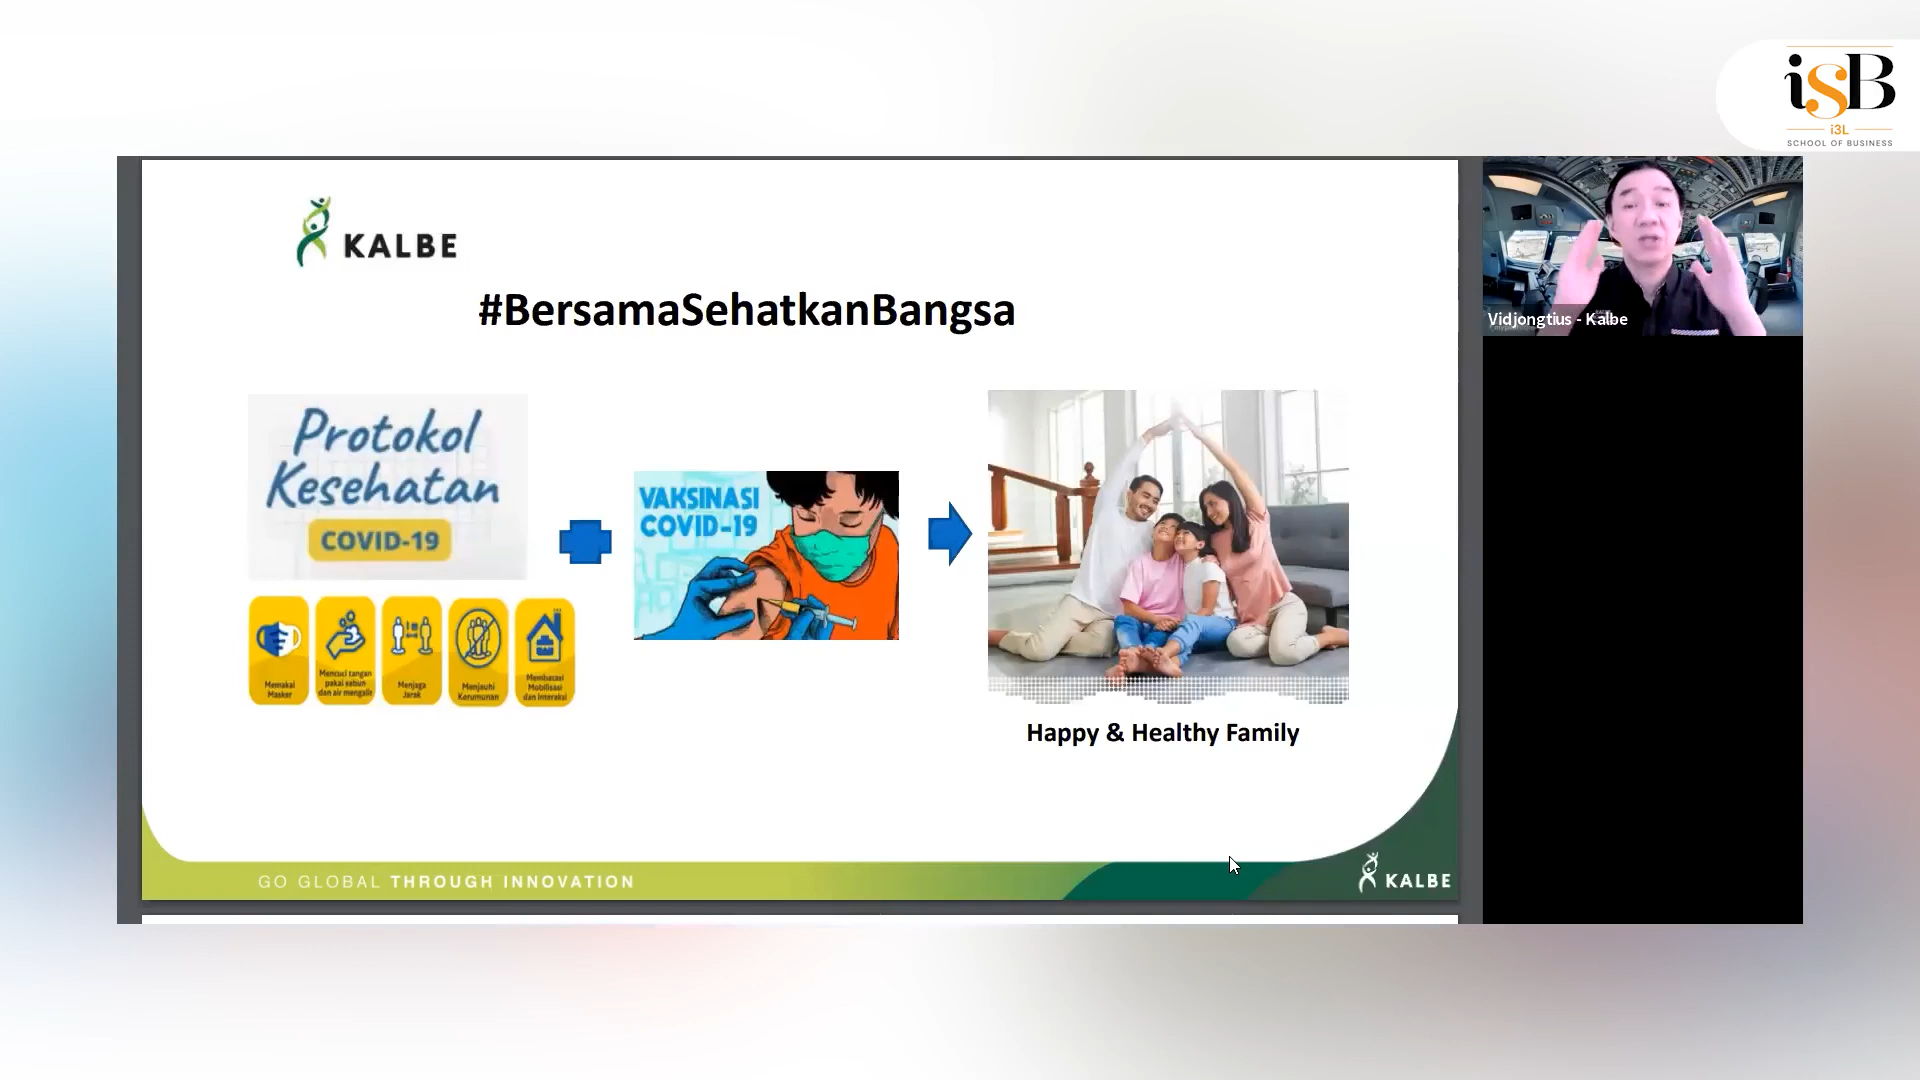 iSB
i3L
SCHOOL OF BUSINESS
KALBE
#BersamaSehatkanBangsa
Protokol
Kesehatan
COVID-19
Memakai
Masker
Mencuci tangan
pakai sabun
dan air mengalir
Menjaga
Jarak
Menjauhi
Kerumunan
Membatasi
Mobilisasi
dan Interaksi
VAKSINASI
COVID-19
Happy & Healthy Family
GO GLOBAL THROUGH INNOVATION
KALBE
Vidjongtius - Kalbe